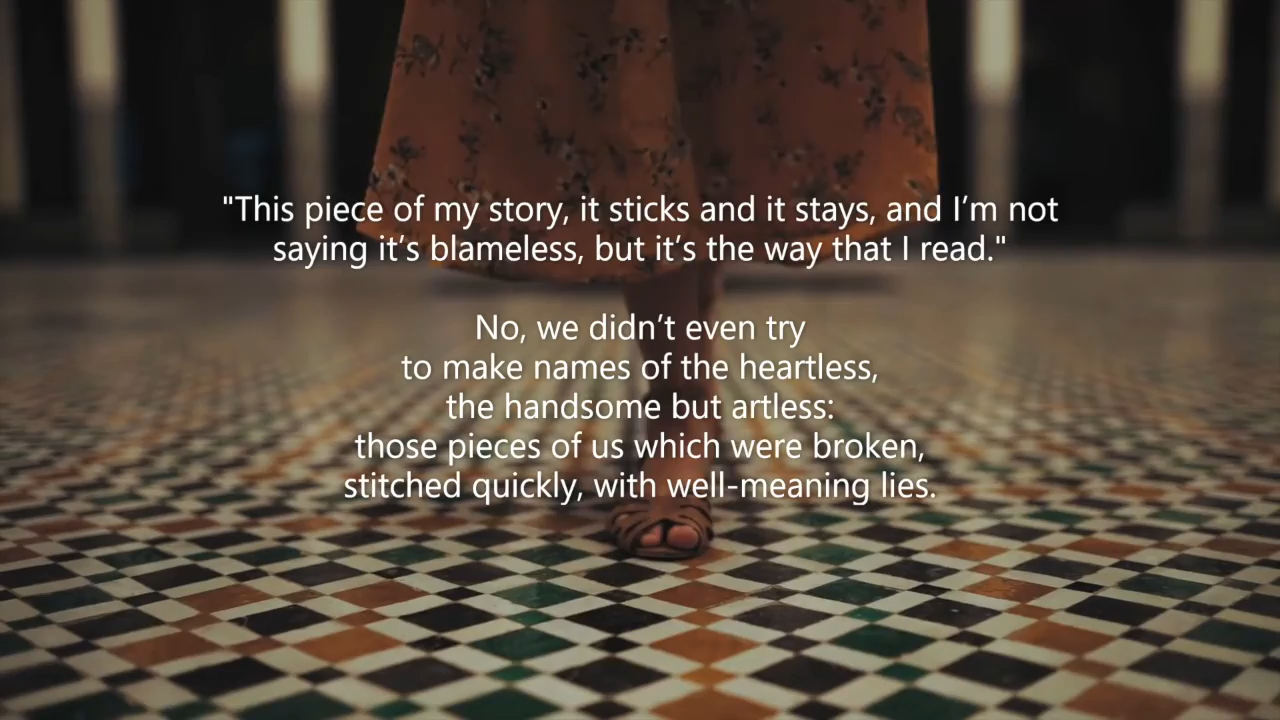 "This piece of my story, it sticks and it stays, and I’m not
saying it’s blameless, but it’s the way that I read."
No, we didn’t even try
to make names of the heartless,
the handsome but artless:
those pieces of us which were broken,
stitched quickly, with well-meaning lies.